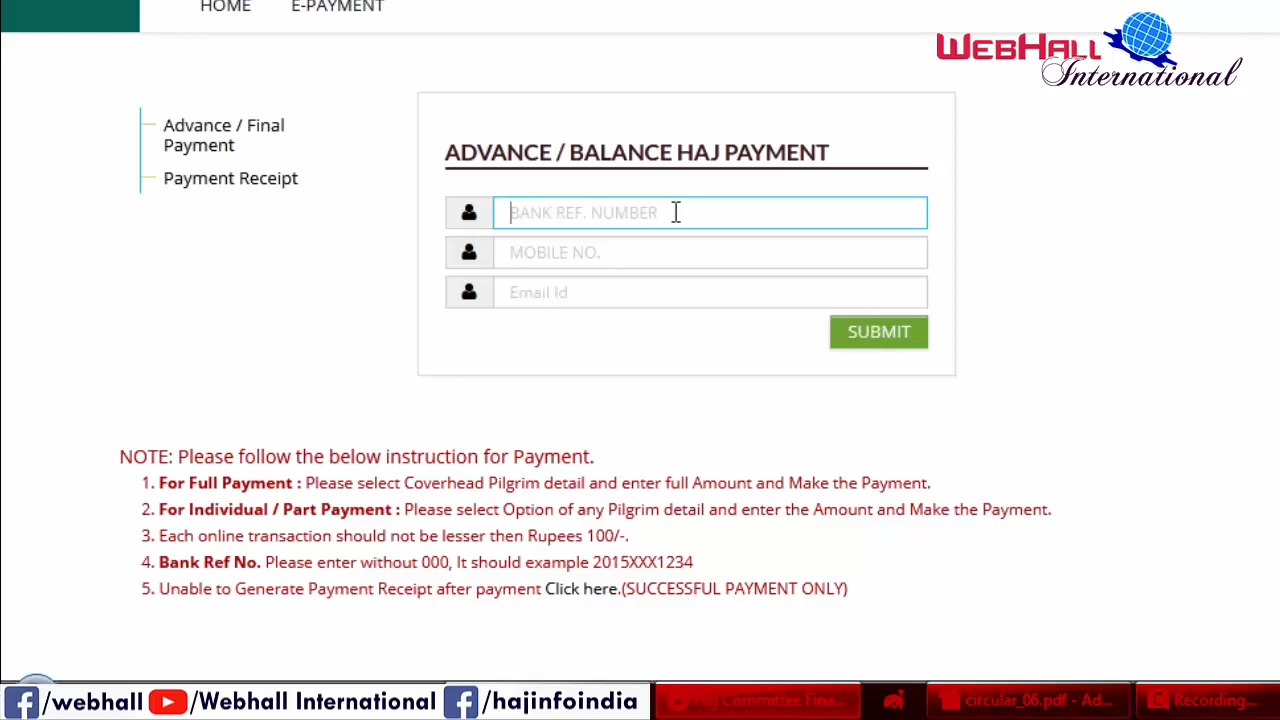 HOME E-PAYMENT
WEBHALL
International
Advance / Final
Payment
Payment Receipt
ADVANCE / BALANCE HAJ PAYMENT
BANK REF. NUMBER
MOBILE NO.
Email Id
SUBMIT
NOTE: Please follow the below instruction for Payment.
1. For Full Payment : Please select Coverhead Pilgrim detail and enter full Amount and Make the Payment.
2. For Individual / Part Payment : Please select Option of any Pilgrim detail and enter the Amount and Make the Payment.
3. Each online transaction should not be lesser then Rupees 100/-.
4. Bank Ref No. Please enter without 000, It should example 2015XXX1234
5. Unable to Generate Payment Receipt after payment Click here.(SUCCESSFUL PAYMENT ONLY)
/webhall /Webhall International /hajinfoindia Haj Committee Fina... circular_06.pdf - Ad... Recording...